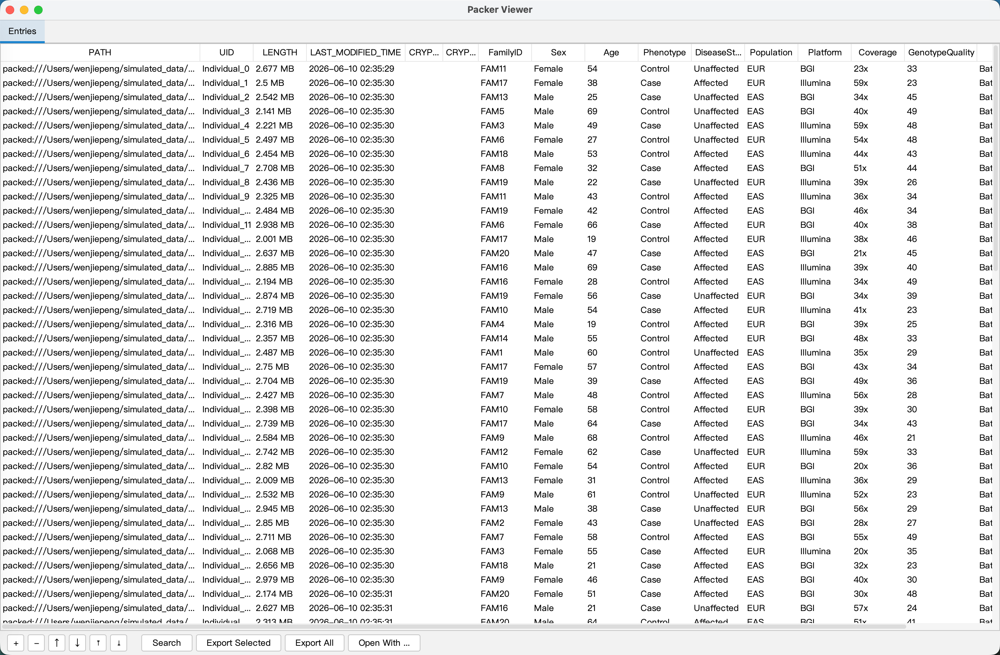 Packer Viewer
Entries
PATH UID LENGTH LAST_MODIFIED_TIME CRYP... CRYP... FamilyID Sex Age Phenotype DiseaseSt... Population Platform Coverage GenotypeQuality
packed:///Users/wenjiepeng/simulated_data/... Individual_0 2.677 MB 2026-06-10 02:35:29 FAM11 Female 54 Control Unaffected EUR BGI 23x 33 Bat
packed:///Users/wenjiepeng/simulated_data/... Individual_1 2.5 MB 2026-06-10 02:35:30 FAM17 Female 38 Case Affected EUR Illumina 59x 23 Bat
packed:///Users/wenjiepeng/simulated_data/... Individual_2 2.542 MB 2026-06-10 02:35:30 FAM13 Male 25 Case Unaffected EAS BGI 34x 45 Bat
packed:///Users/wenjiepeng/simulated_data/... Individual_3 2.141 MB 2026-06-10 02:35:30 FAM5 Male 69 Control Unaffected EAS BGI 40x 49 Bat
packed:///Users/wenjiepeng/simulated_data/... Individual_4 2.221 MB 2026-06-10 02:35:30 FAM3 Male 49 Case Unaffected EAS Illumina 59x 48 Bat
packed:///Users/wenjiepeng/simulated_data/... Individual_5 2.497 MB 2026-06-10 02:35:30 FAM6 Female 27 Control Unaffected EUR Illumina 54x 48 Bat
packed:///Users/wenjiepeng/simulated_data/... Individual_6 2.454 MB 2026-06-10 02:35:30 FAM18 Male 53 Control Affected EAS Illumina 44x 43 Bat
packed:///Users/wenjiepeng/simulated_data/... Individual_7 2.708 MB 2026-06-10 02:35:30 FAM8 Female 32 Case Affected EAS BGI 51x 44 Bat
packed:///Users/wenjiepeng/simulated_data/... Individual_8 2.436 MB 2026-06-10 02:35:30 FAM19 Male 22 Case Unaffected EUR Illumina 39x 26 Bat
packed:///Users/wenjiepeng/simulated_data/... Individual_9 2.325 MB 2026-06-10 02:35:30 FAM11 Male 43 Control Affected EAS Illumina 36x 34 Bat
packed:///Users/wenjiepeng/simulated_data/... Individual_... 2.484 MB 2026-06-10 02:35:30 FAM19 Female 42 Control Affected EAS BGI 46x 34 Bat
packed:///Users/wenjiepeng/simulated_data/... Individual_11 2.938 MB 2026-06-10 02:35:30 FAM6 Female 66 Case Affected EUR BGI 40x 38 Bat
packed:///Users/wenjiepeng/simulated_data/... Individual_... 2.001 MB 2026-06-10 02:35:30 FAM17 Male 19 Control Affected EUR Illumina 38x 46 Bat
packed:///Users/wenjiepeng/simulated_data/... Individual_... 2.637 MB 2026-06-10 02:35:30 FAM20 Male 47 Case Affected EAS BGI 21x 45 Bat
packed:///Users/wenjiepeng/simulated_data/... Individual_... 2.885 MB 2026-06-10 02:35:30 FAM16 Male 69 Case Affected EAS Illumina 39x 40 Bat
packed:///Users/wenjiepeng/simulated_data/... Individual_... 2.194 MB 2026-06-10 02:35:30 FAM16 Female 28 Control Affected EAS Illumina 34x 49 Bat
packed:///Users/wenjiepeng/simulated_data/... Individual_... 2.874 MB 2026-06-10 02:35:30 FAM19 Female 56 Case Unaffected EUR BGI 34x 39 Bat
packed:///Users/wenjiepeng/simulated_data/... Individual_... 2.719 MB 2026-06-10 02:35:30 FAM10 Male 54 Case Affected EUR Illumina 41x 23 Bat
packed:///Users/wenjiepeng/simulated_data/... Individual_... 2.316 MB 2026-06-10 02:35:30 FAM4 Male 19 Control Affected EUR BGI 39x 25 Bat
packed:///Users/wenjiepeng/simulated_data/... Individual_... 2.357 MB 2026-06-10 02:35:30 FAM14 Male 55 Control Affected EUR BGI 48x 33 Bat
packed:///Users/wenjiepeng/simulated_data/... Individual_... 2.487 MB 2026-06-10 02:35:30 FAM1 Male 60 Control Unaffected EAS Illumina 35x 29 Bat
packed:///Users/wenjiepeng/simulated_data/... Individual_... 2.75 MB 2026-06-10 02:35:30 FAM17 Female 57 Control Affected EAS BGI 43x 34 Bat
packed:///Users/wenjiepeng/simulated_data/... Individual_... 2.704 MB 2026-06-10 02:35:30 FAM19 Male 39 Case Affected EAS BGI 49x 36 Bat
packed:///Users/wenjiepeng/simulated_data/... Individual_... 2.427 MB 2026-06-10 02:35:30 FAM7 Male 48 Control Affected EAS Illumina 56x 28 Bat
packed:///Users/wenjiepeng/simulated_data/... Individual_... 2.398 MB 2026-06-10 02:35:30 FAM10 Female 58 Control Affected EUR BGI 39x 30 Bat
packed:///Users/wenjiepeng/simulated_data/... Individual_... 2.739 MB 2026-06-10 02:35:30 FAM17 Male 64 Case Affected EAS BGI 34x 43 Bat
packed:///Users/wenjiepeng/simulated_data/... Individual_... 2.584 MB 2026-06-10 02:35:30 FAM9 Male 68 Control Affected EAS Illumina 46x 21 Bat
packed:///Users/wenjiepeng/simulated_data/... Individual_... 2.742 MB 2026-06-10 02:35:30 FAM12 Female 62 Case Unaffected EUR Illumina 59x 33 Bat
packed:///Users/wenjiepeng/simulated_data/... Individual_... 2.82 MB 2026-06-10 02:35:30 FAM10 Female 54 Control Affected EUR BGI 20x 36 Bat
packed:///Users/wenjiepeng/simulated_data/... Individual_... 2.009 MB 2026-06-10 02:35:30 FAM13 Female 31 Control Affected EAS Illumina 36x 29 Bat
packed:///Users/wenjiepeng/simulated_data/... Individual_... 2.532 MB 2026-06-10 02:35:30 FAM9 Male 61 Control Unaffected EUR Illumina 52x 23 Bat
packed:///Users/wenjiepeng/simulated_data/... Individual_... 2.945 MB 2026-06-10 02:35:30 FAM13 Male 38 Case Unaffected EUR BGI 56x 29 Bat
packed:///Users/wenjiepeng/simulated_data/... Individual_... 2.85 MB 2026-06-10 02:35:30 FAM2 Female 43 Case Unaffected EAS BGI 28x 27 Bat
packed:///Users/wenjiepeng/simulated_data/... Individual_... 2.711 MB 2026-06-10 02:35:30 FAM7 Female 58 Control Affected EAS BGI 55x 49 Bat
packed:///Users/wenjiepeng/simulated_data/... Individual_... 2.068 MB 2026-06-10 02:35:30 FAM3 Female 55 Case Affected EUR Illumina 20x 35 Bat
packed:///Users/wenjiepeng/simulated_data/... Individual_... 2.656 MB 2026-06-10 02:35:30 FAM18 Male 21 Case Affected EAS BGI 32x 23 Bat
packed:///Users/wenjiepeng/simulated_data/... Individual_... 2.979 MB 2026-06-10 02:35:30 FAM9 Female 46 Case Affected EAS BGI 40x 30 Bat
packed:///Users/wenjiepeng/simulated_data/... Individual_... 2.174 MB 2026-06-10 02:35:31 FAM20 Female 51 Case Affected EAS BGI 30x 48 Bat
packed:///Users/wenjiepeng/simulated_data/... Individual_... 2.627 MB 2026-06-10 02:35:31 FAM16 Male 21 Case Unaffected EUR BGI 57x 24 Bat
packed:///Users/wenjiepeng/simulated_data/... Individual_... 2.313 MB 2026-06-10 02:35:31 FAM20 Male 64 Control Affected EAS BGI 51x 41 Bat
+ − ↑ ↓ ⤒ ⤓ Search Export Selected Export All Open With ...